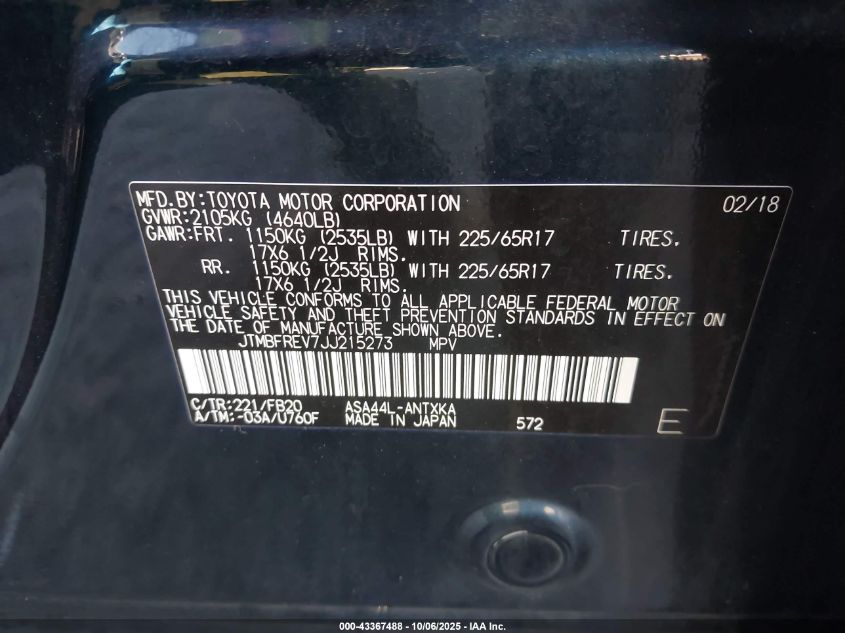 MFD.BY:TOYOTA MOTOR CORPORATION 02/18
GVWR:2105KG (4640LB)
GAWR:FRT. 1150KG (2535LB) WITH 225/65R17 TIRES.
17X6 1/2J RIMS.
RR. 1150KG (2535LB) WITH 225/65R17 TIRES.
17X6 1/2J RIMS.
THIS VEHICLE CONFORMS TO ALL APPLICABLE FEDERAL MOTOR
VEHICLE SAFETY AND THEFT PREVENTION STANDARDS IN EFFECT ON
THE DATE OF MANUFACTURE SHOWN ABOVE.
JTMBFREV7JJ215273 MPV
C/TR:221/FB20 ASA44L-ANTXKA
A/TM:-03A/U760F MADE IN JAPAN 572 E
000-43367488 - 10/06/2025 - IAA Inc.